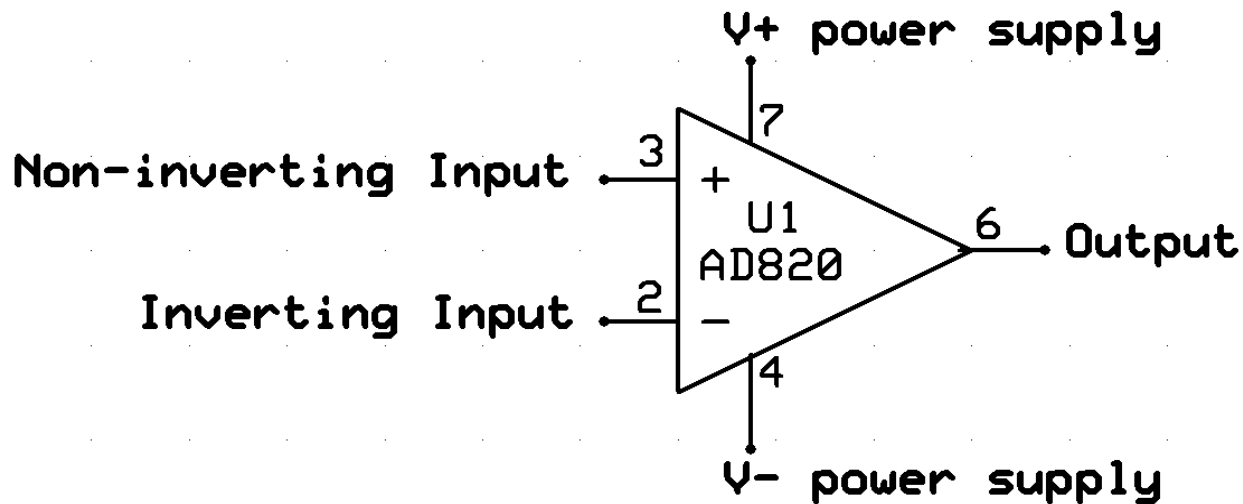 V+ power supply
7
3
Non-inverting Input
+
U1
6
Output
AD820
2
Inverting Input
-
4
V- power supply